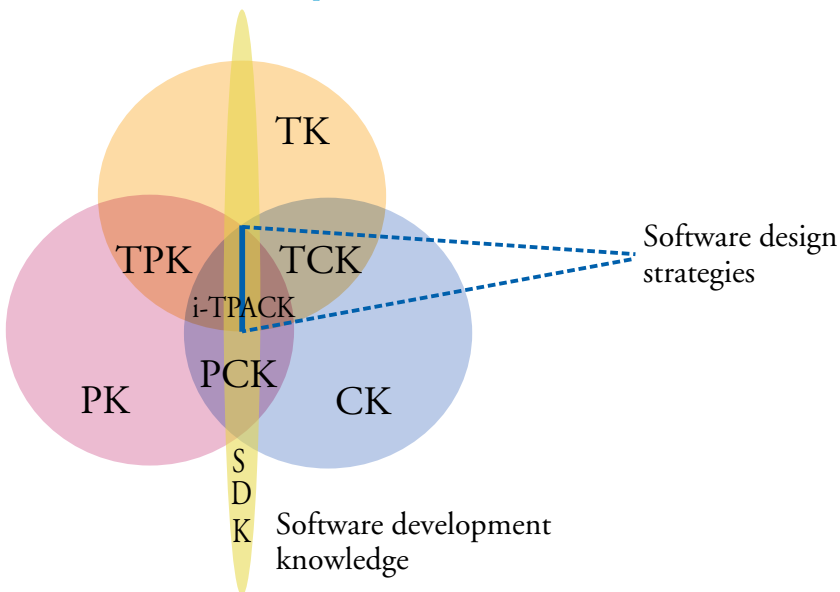 TK
TPK
TCK
Software design
strategies
i-TPACK
PCK
PK
CK
S
D
K
Software development
knowledge